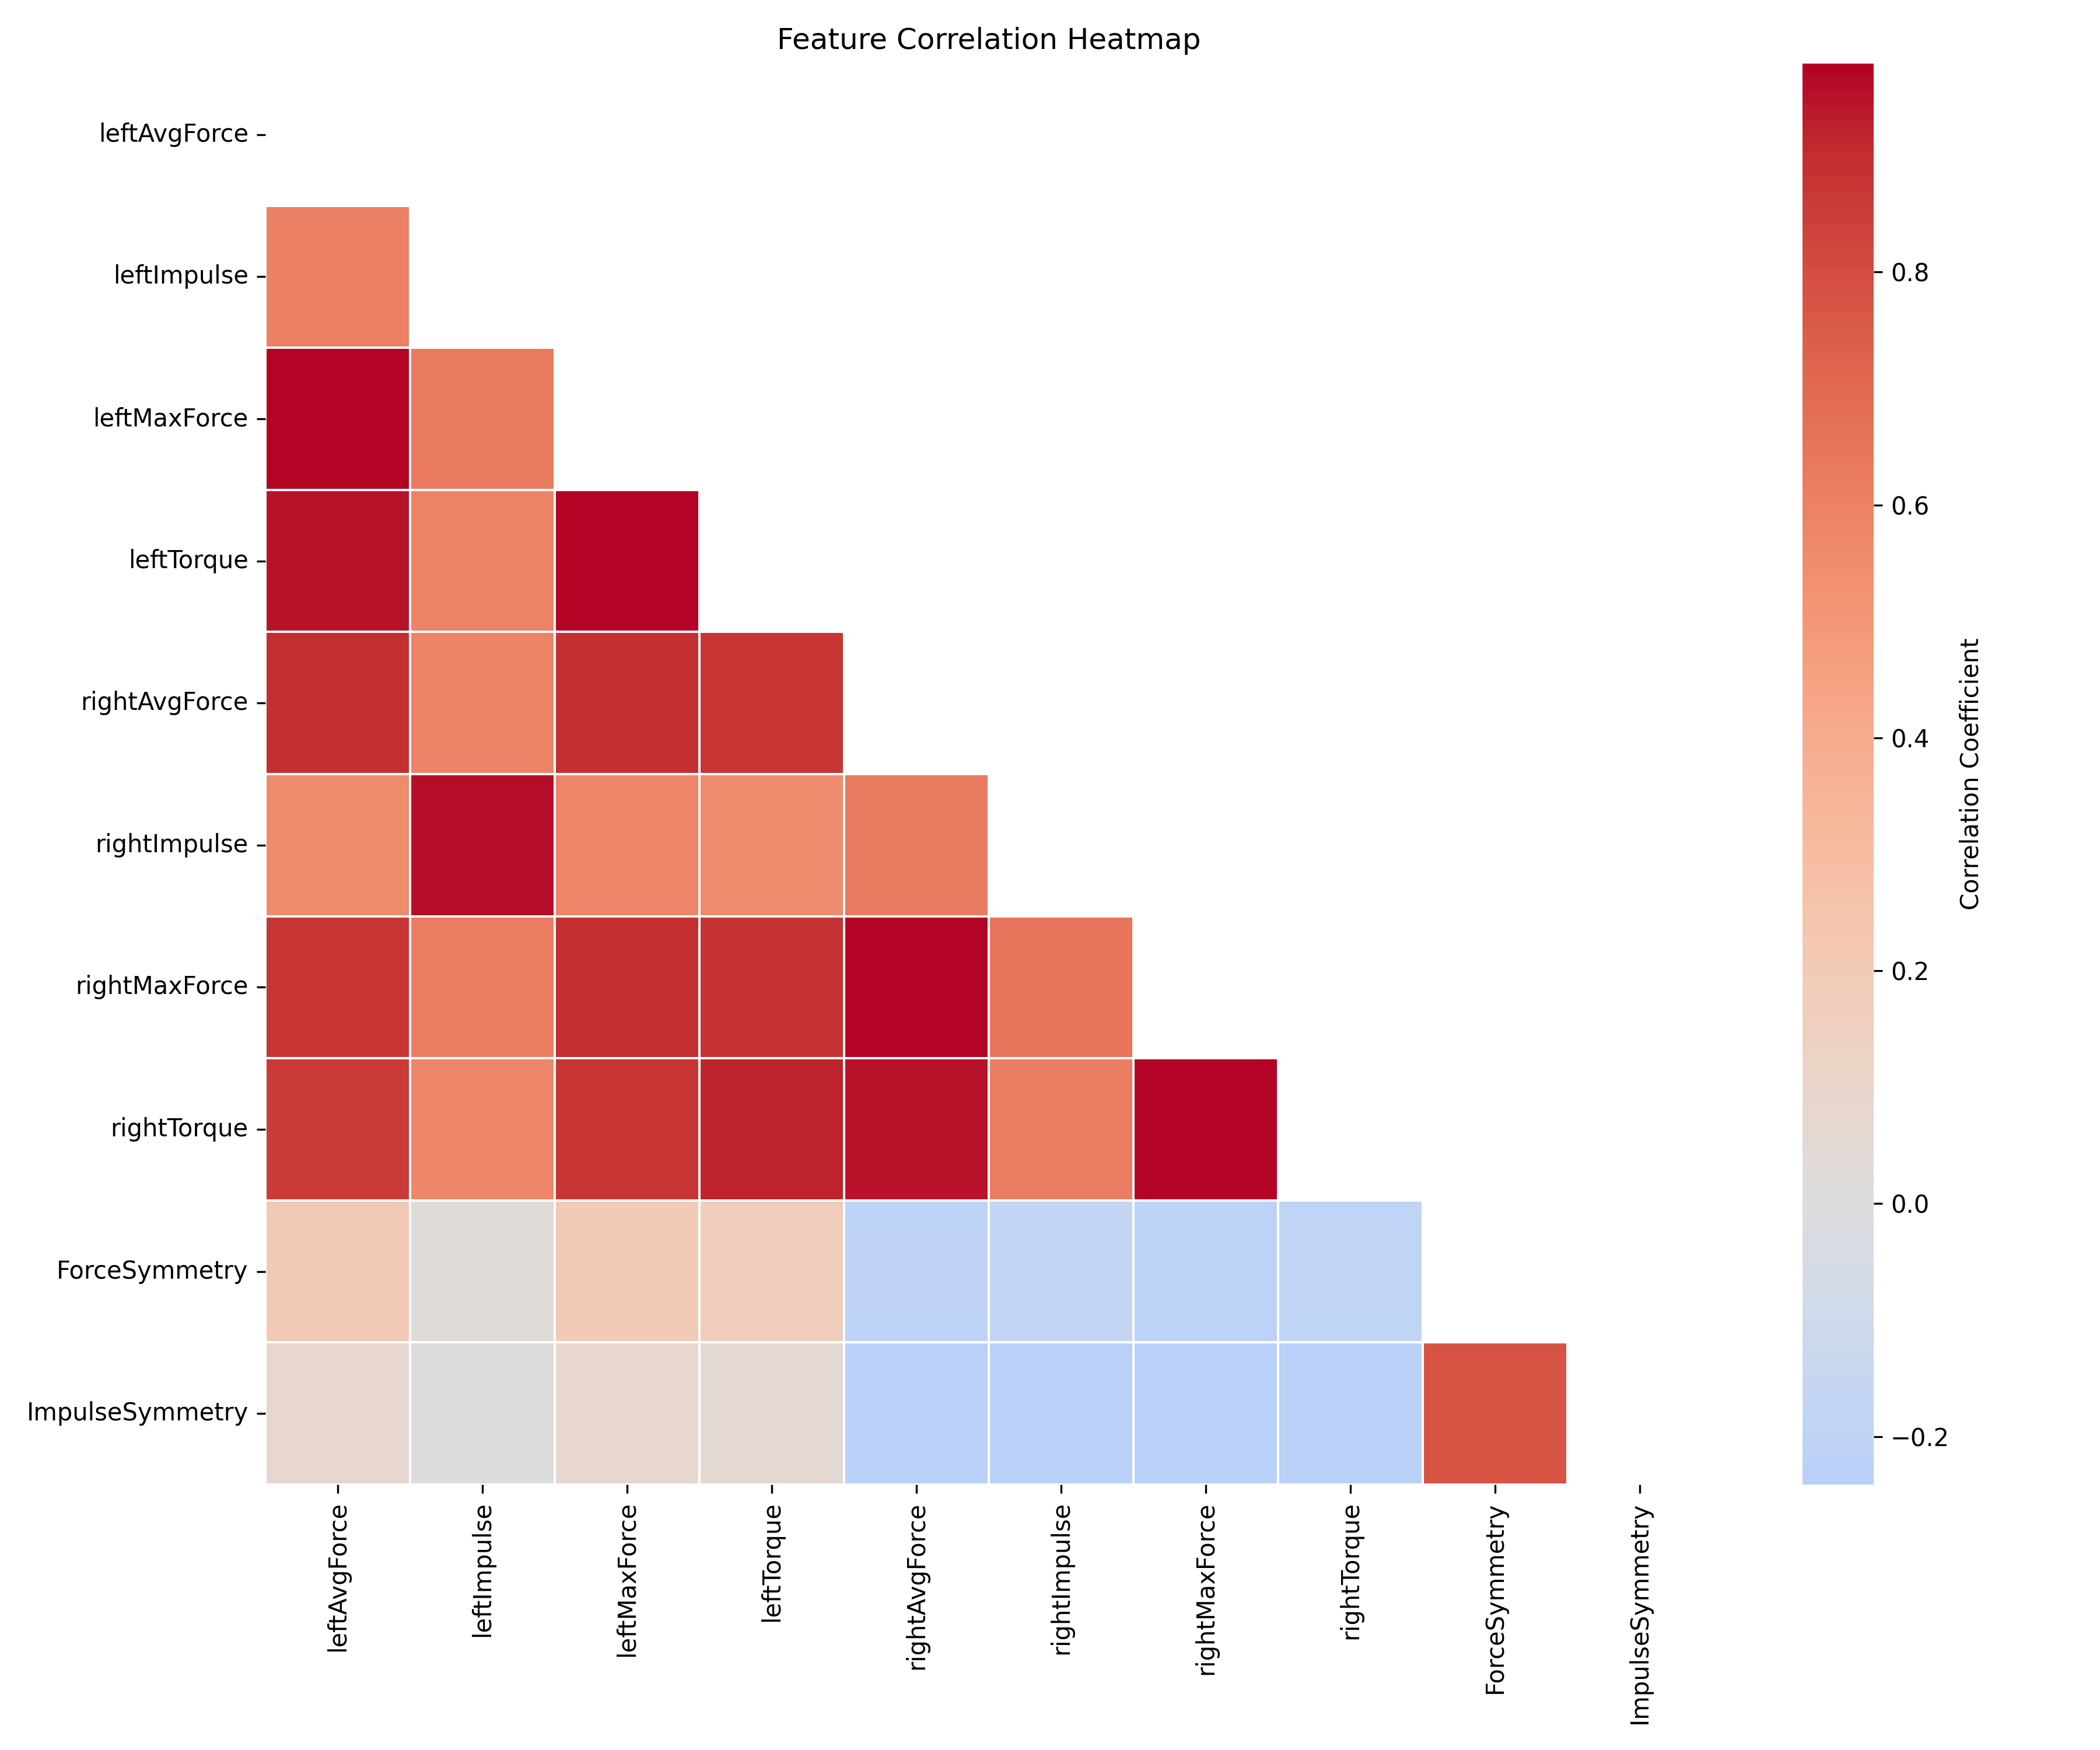 Feature Correlation Heatmap
leftAvgForce
leftImpulse
leftMaxForce
leftTorque
rightAvgForce
rightImpulse
rightMaxForce
rightTorque
ForceSymmetry
ImpulseSymmetry
leftAvgForce
leftImpulse
leftMaxForce
leftTorque
rightAvgForce
rightImpulse
rightMaxForce
rightTorque
ForceSymmetry
ImpulseSymmetry
0.8
0.6
0.4
0.2
0.0
−0.2
Correlation Coefficient